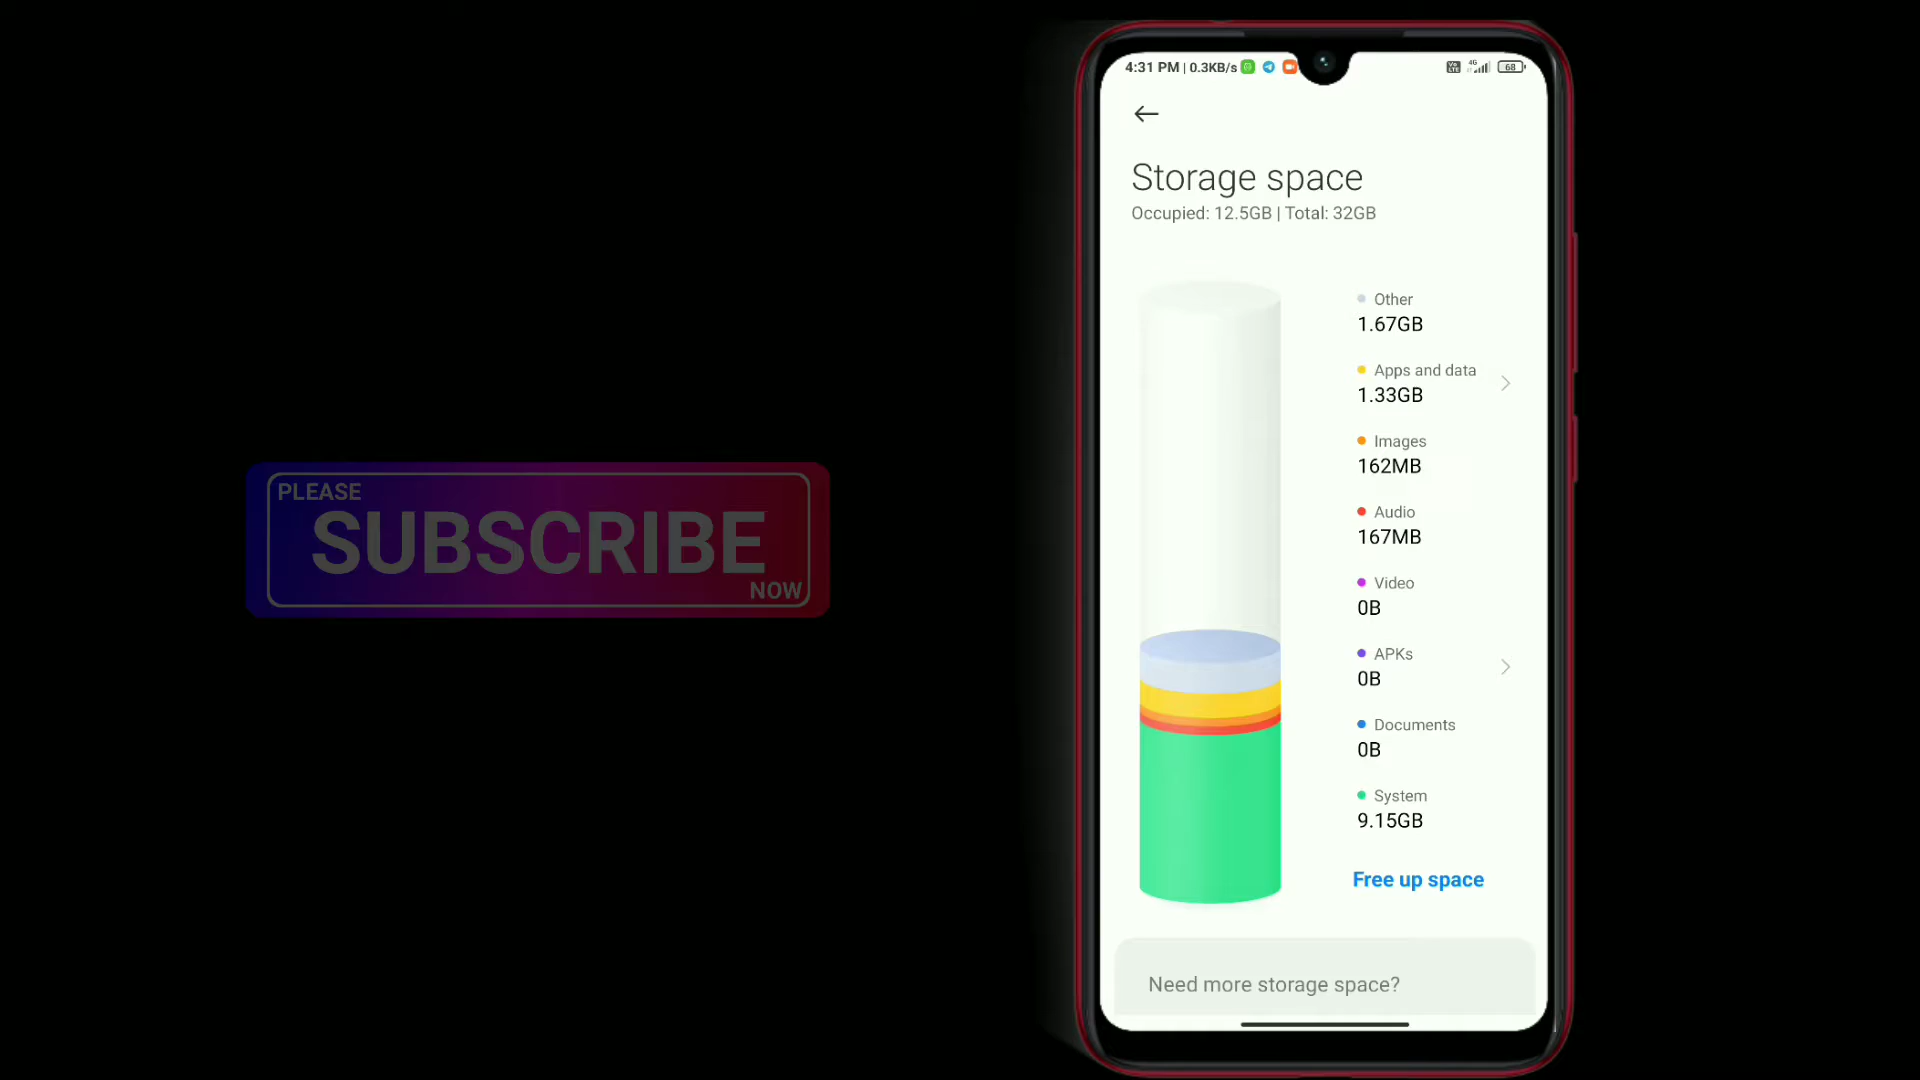 PLEASE
SUBSCRIBE
NOW
4:31 PM | 0.3KB/s
4G
68
Storage space
Occupied: 12.5GB | Total: 32GB
Other
1.67GB
Apps and data
1.33GB
Images
162MB
Audio
167MB
Video
0B
APKs
0B
Documents
0B
System
9.15GB
Free up space
Need more storage space?